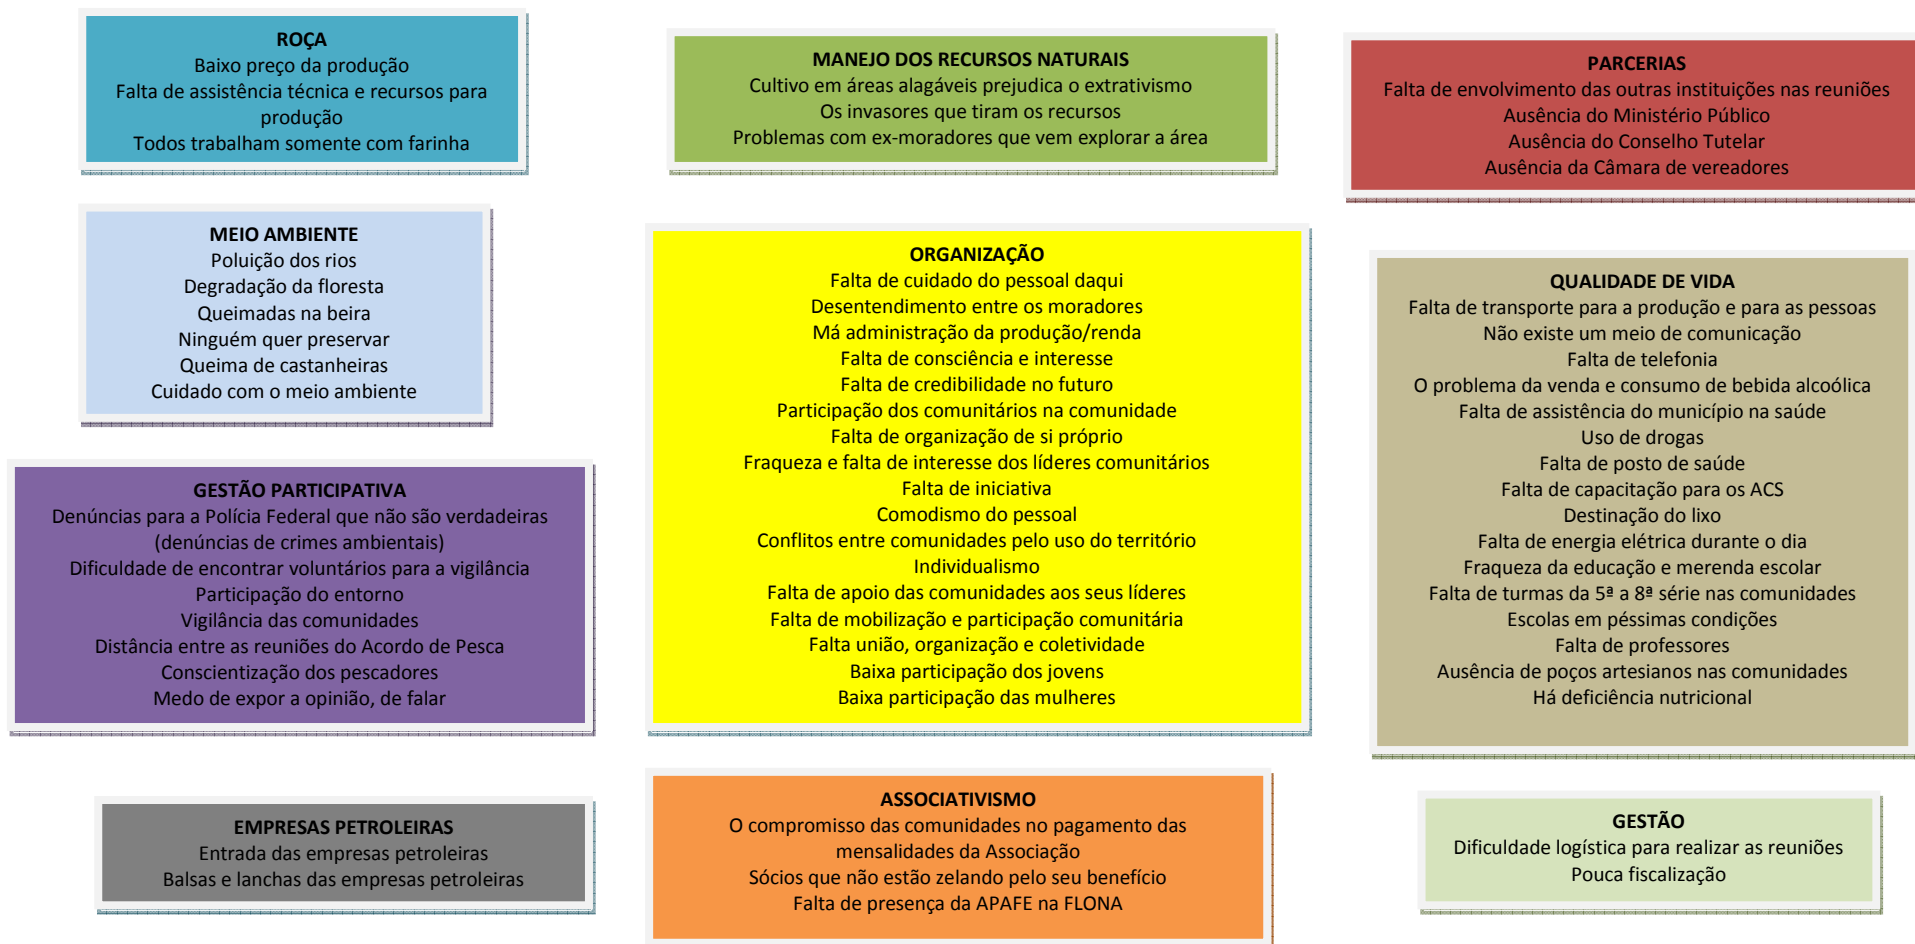 ROÇA
Baixo preço da produção
Falta de assistência técnica e recursos para
produção
Todos trabalham somente com farinha
MANEJO DOS RECURSOS NATURAIS
Cultivo em áreas alagáveis prejudica o extrativismo
Os invasores que tiram os recursos
Problemas com ex-moradores que vem explorar a área
PARCERIAS
Falta de envolvimento das outras instituições nas reuniões
Ausência do Ministério Público
Ausência do Conselho Tutelar
Ausência da Câmara de vereadores
MEIO AMBIENTE
Poluição dos rios
Degradação da floresta
Queimadas na beira
Ninguém quer preservar
Queima de castanheiras
Cuidado com o meio ambiente
ORGANIZAÇÃO
Falta de cuidado do pessoal daqui
Desentendimento entre os moradores
Má administração da produção/renda
Falta de consciência e interesse
Falta de credibilidade no futuro
Participação dos comunitários na comunidade
Falta de organização de si próprio
Fraqueza e falta de interesse dos líderes comunitários
Falta de iniciativa
Comodismo do pessoal
Conflitos entre comunidades pelo uso do território
Individualismo
Falta de apoio das comunidades aos seus líderes
Falta de mobilização e participação comunitária
Falta união, organização e coletividade
Baixa participação dos jovens
Baixa participação das mulheres
QUALIDADE DE VIDA
Falta de transporte para a produção e para as pessoas
Não existe um meio de comunicação
Falta de telefonia
O problema da venda e consumo de bebida alcoólica
Falta de assistência do município na saúde
Uso de drogas
Falta de posto de saúde
Falta de capacitação para os ACS
Destinação do lixo
Falta de energia elétrica durante o dia
Fraqueza da educação e merenda escolar
Falta de turmas da 5ª a 8ª série nas comunidades
Escolas em péssimas condições
Falta de professores
Ausência de poços artesianos nas comunidades
Há deficiência nutricional
GESTÃO PARTICIPATIVA
Denúncias para a Polícia Federal que não são verdadeiras
(denúncias de crimes ambientais)
Dificuldade de encontrar voluntários para a vigilância
Participação do entorno
Vigilância das comunidades
Distância entre as reuniões do Acordo de Pesca
Conscientização dos pescadores
Medo de expor a opinião, de falar
EMPRESAS PETROLEIRAS
Entrada das empresas petroleiras
Balsas e lanchas das empresas petroleiras
ASSOCIATIVISMO
O compromisso das comunidades no pagamento das
mensalidades da Associação
Sócios que não estão zelando pelo seu benefício
Falta de presença da APAFE na FLONA
GESTÃO
Dificuldade logística para realizar as reuniões
Pouca fiscalização